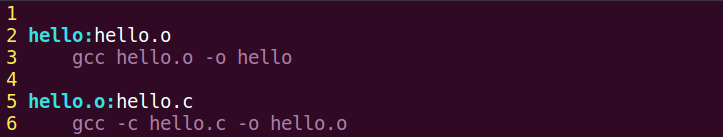 1
2 hello:hello.o
3     gcc hello.o -o hello
4
5 hello.o:hello.c
6     gcc -c hello.c -o hello.o